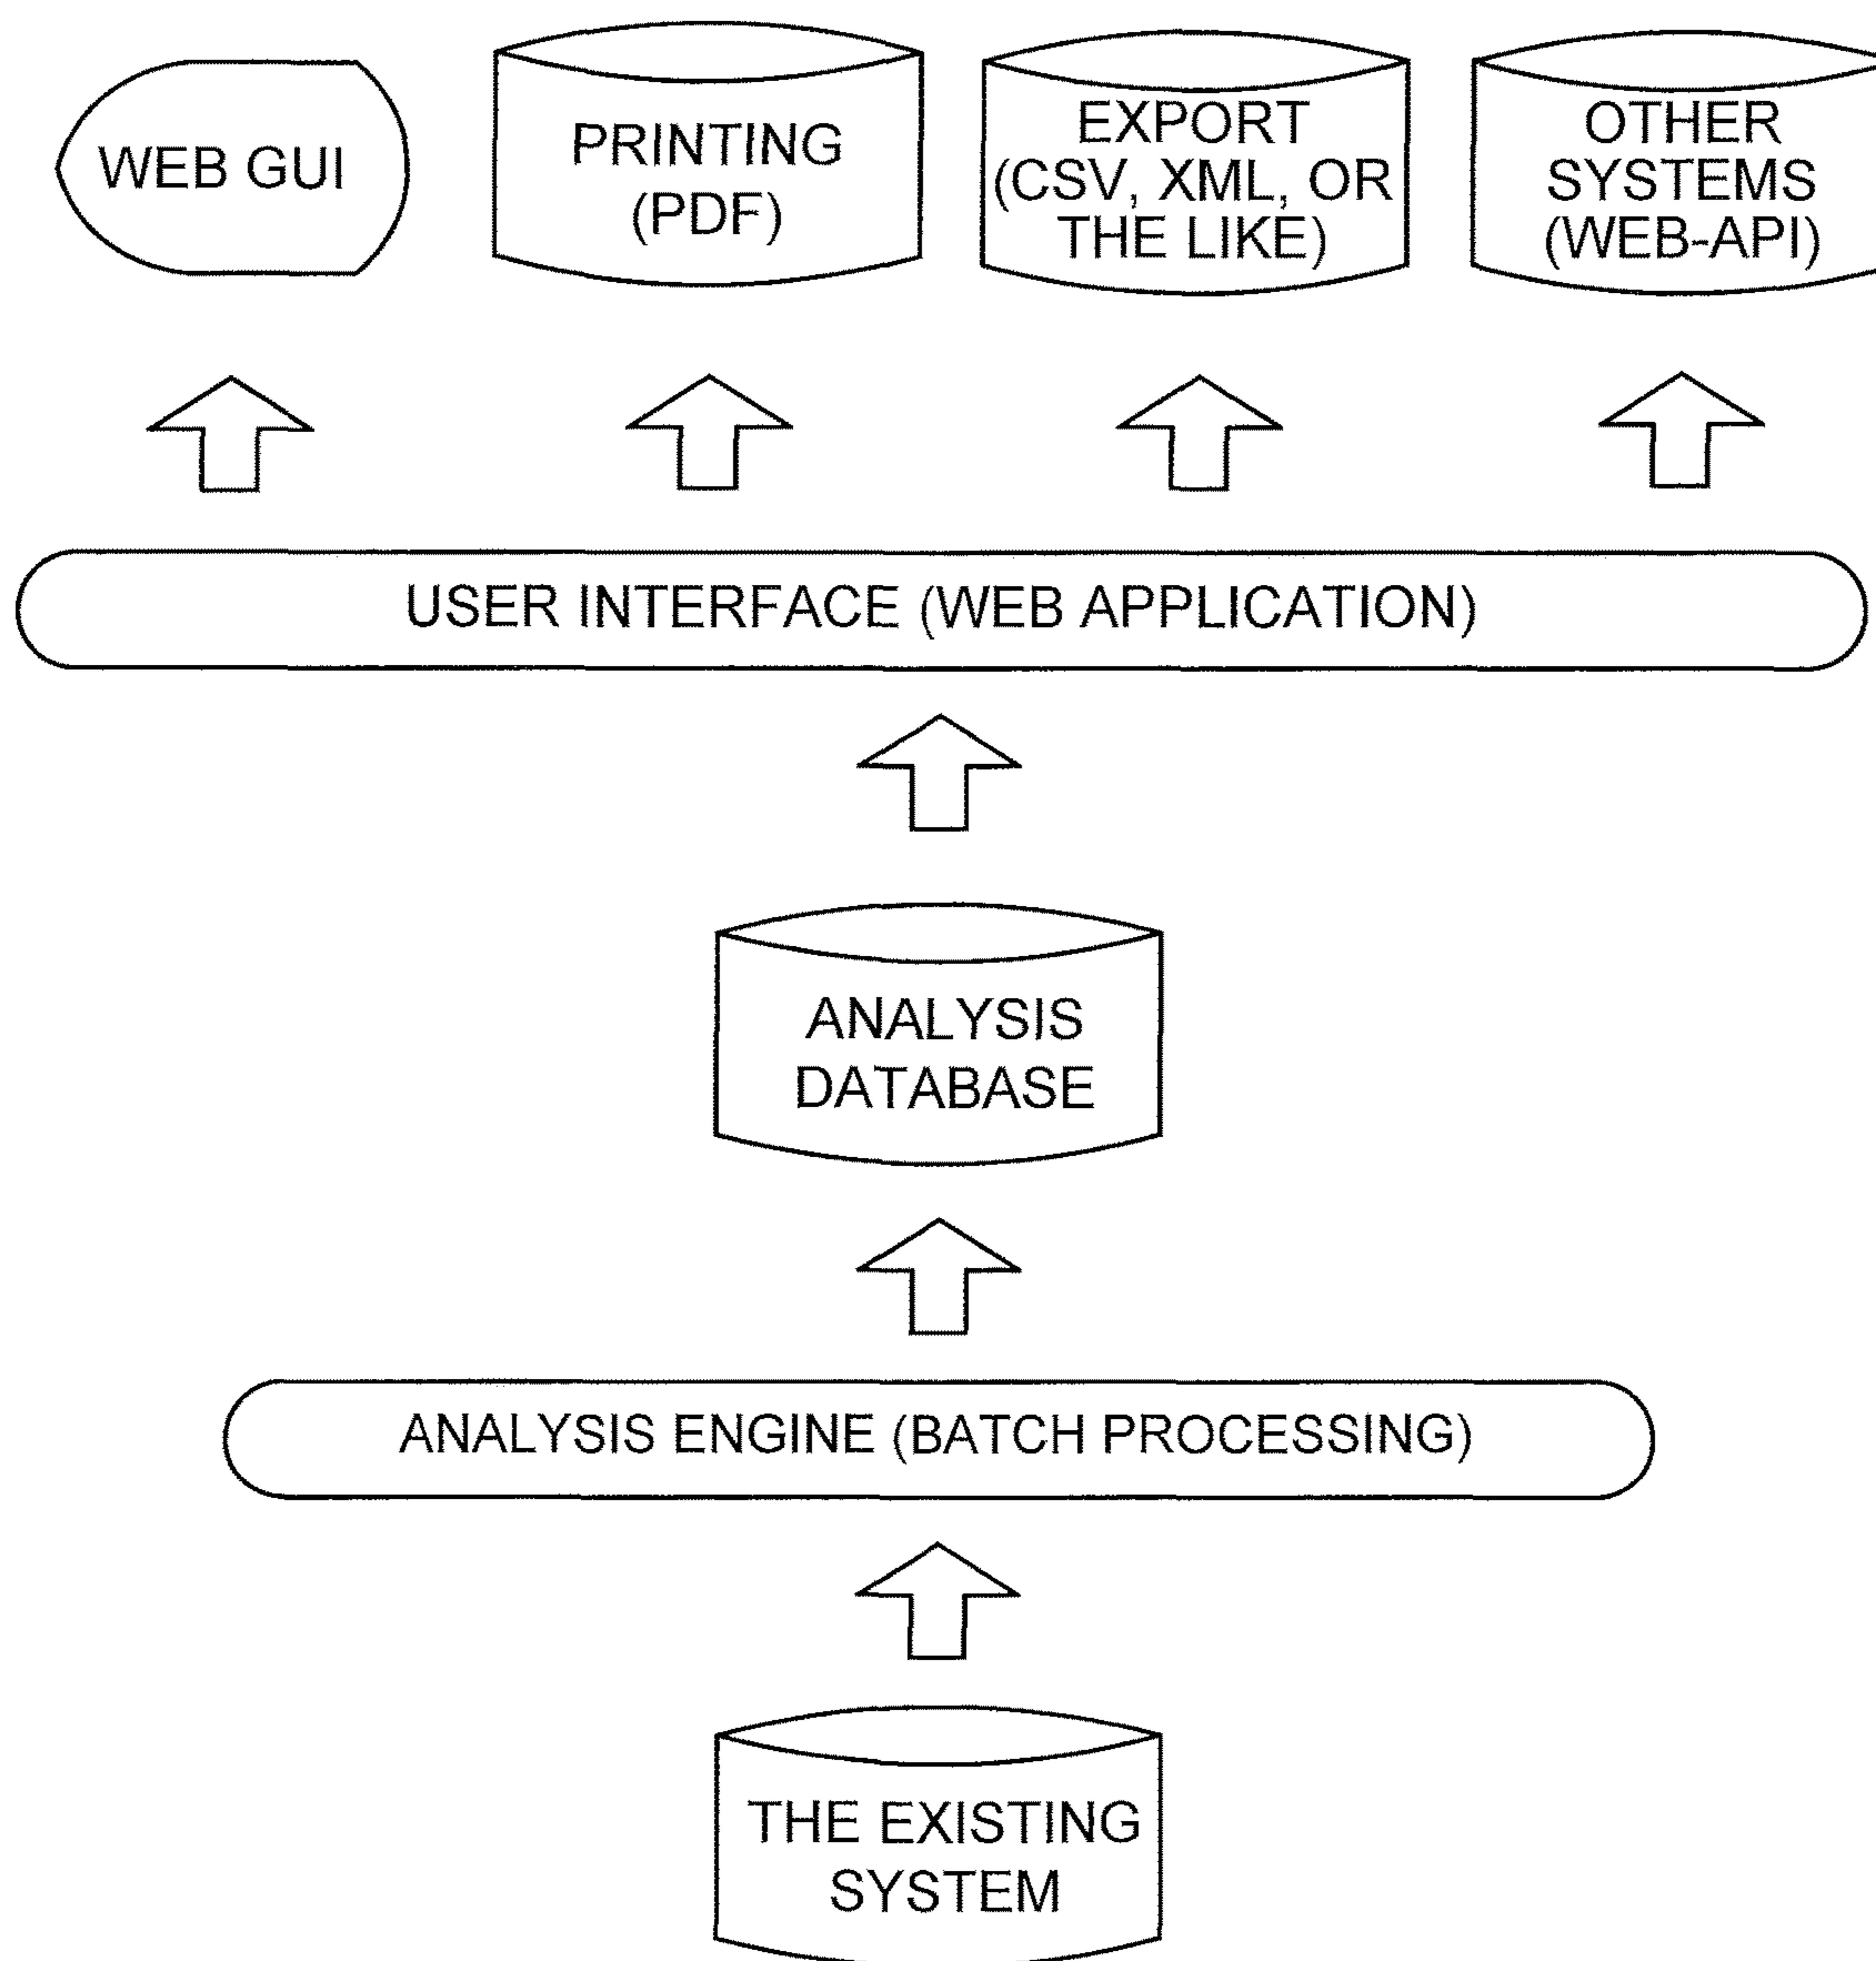 WEB GUI
PRINTING
(PDF)
EXPORT
(CSV, XML, OR
THE LIKE)
OTHER
SYSTEMS
(WEB-API)
USER INTERFACE (WEB APPLICATION)
ANALYSIS
DATABASE
ANALYSIS ENGINE (BATCH PROCESSING)
THE EXISTING
SYSTEM